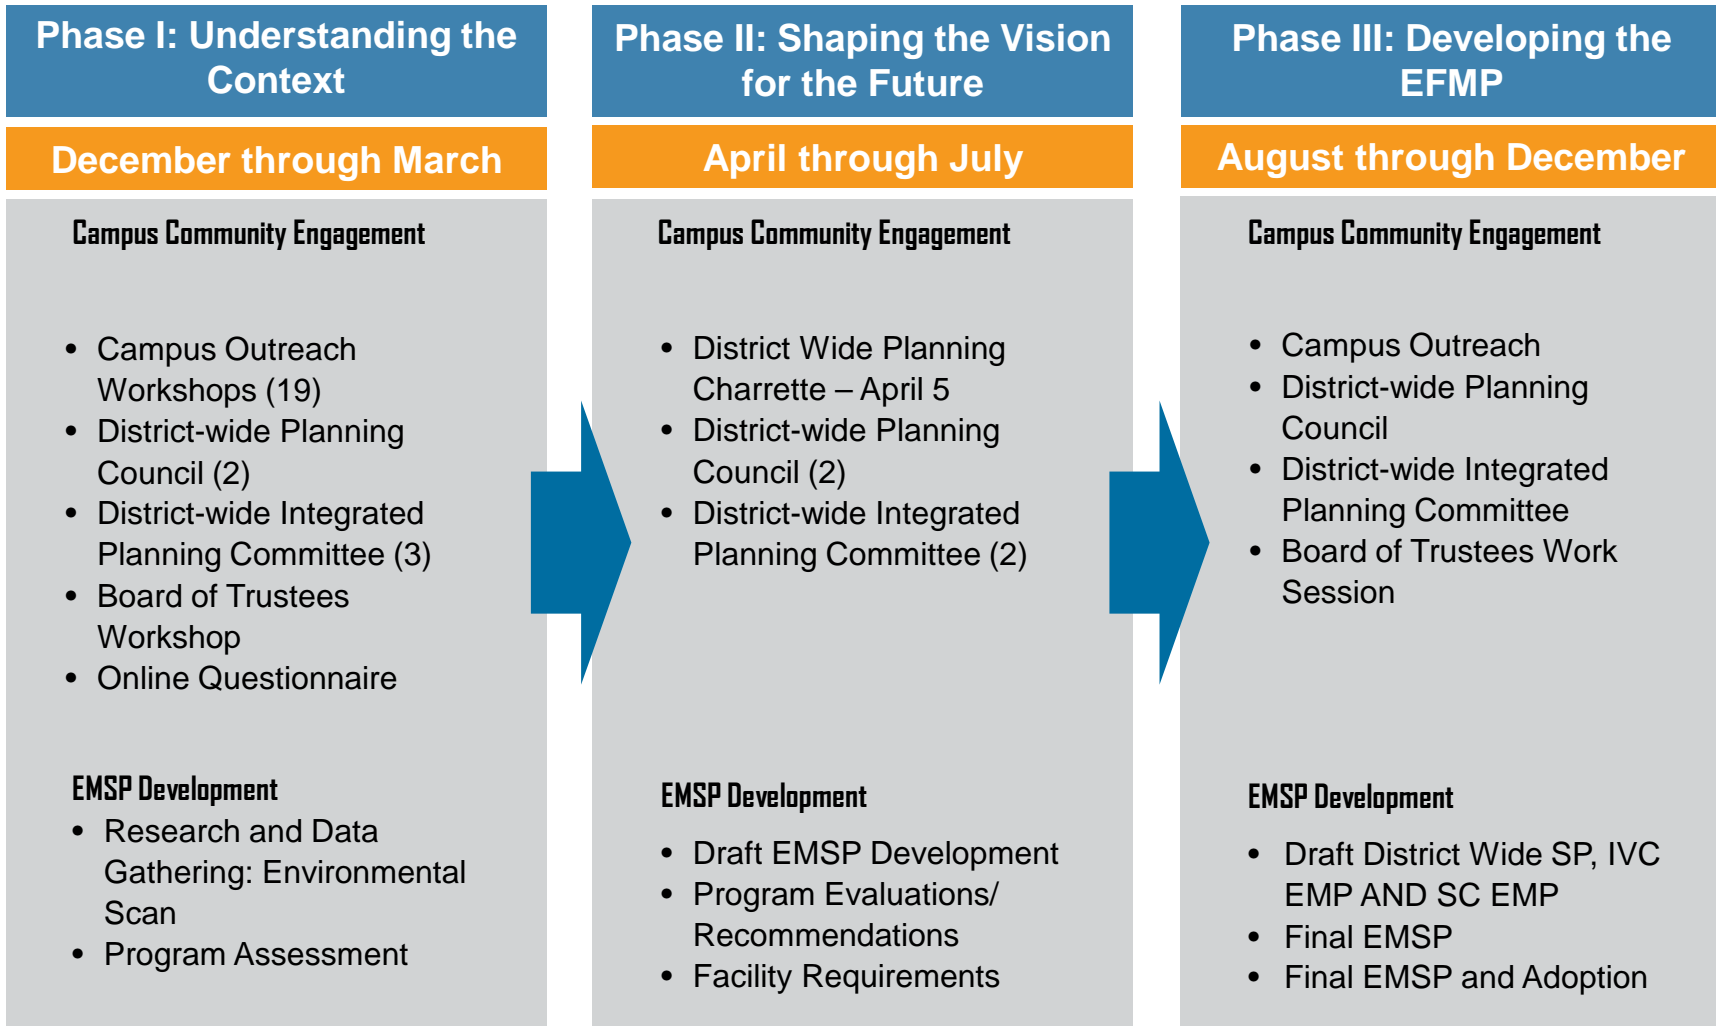 Phase I: Understanding the
Context
December through March
Campus Community Engagement
• Campus Outreach
Workshops (19)
• District-wide Planning
Council (2)
• District-wide Integrated
Planning Committee (3)
• Board of Trustees
Workshop
• Online Questionnaire
EMSP Development
• Research and Data
Gathering: Environmental
Scan
• Program Assessment
Phase II: Shaping the Vision
for the Future
April through July
Campus Community Engagement
• District Wide Planning
Charrette – April 5
• District-wide Planning
Council (2)
• District-wide Integrated
Planning Committee (2)
EMSP Development
• Draft EMSP Development
• Program Evaluations/
Recommendations
• Facility Requirements
Phase III: Developing the
EFMP
August through December
Campus Community Engagement
• Campus Outreach
• District-wide Planning
Council
• District-wide Integrated
Planning Committee
• Board of Trustees Work
Session
EMSP Development
• Draft District Wide SP, IVC
EMP AND SC EMP
• Final EMSP
• Final EMSP and Adoption